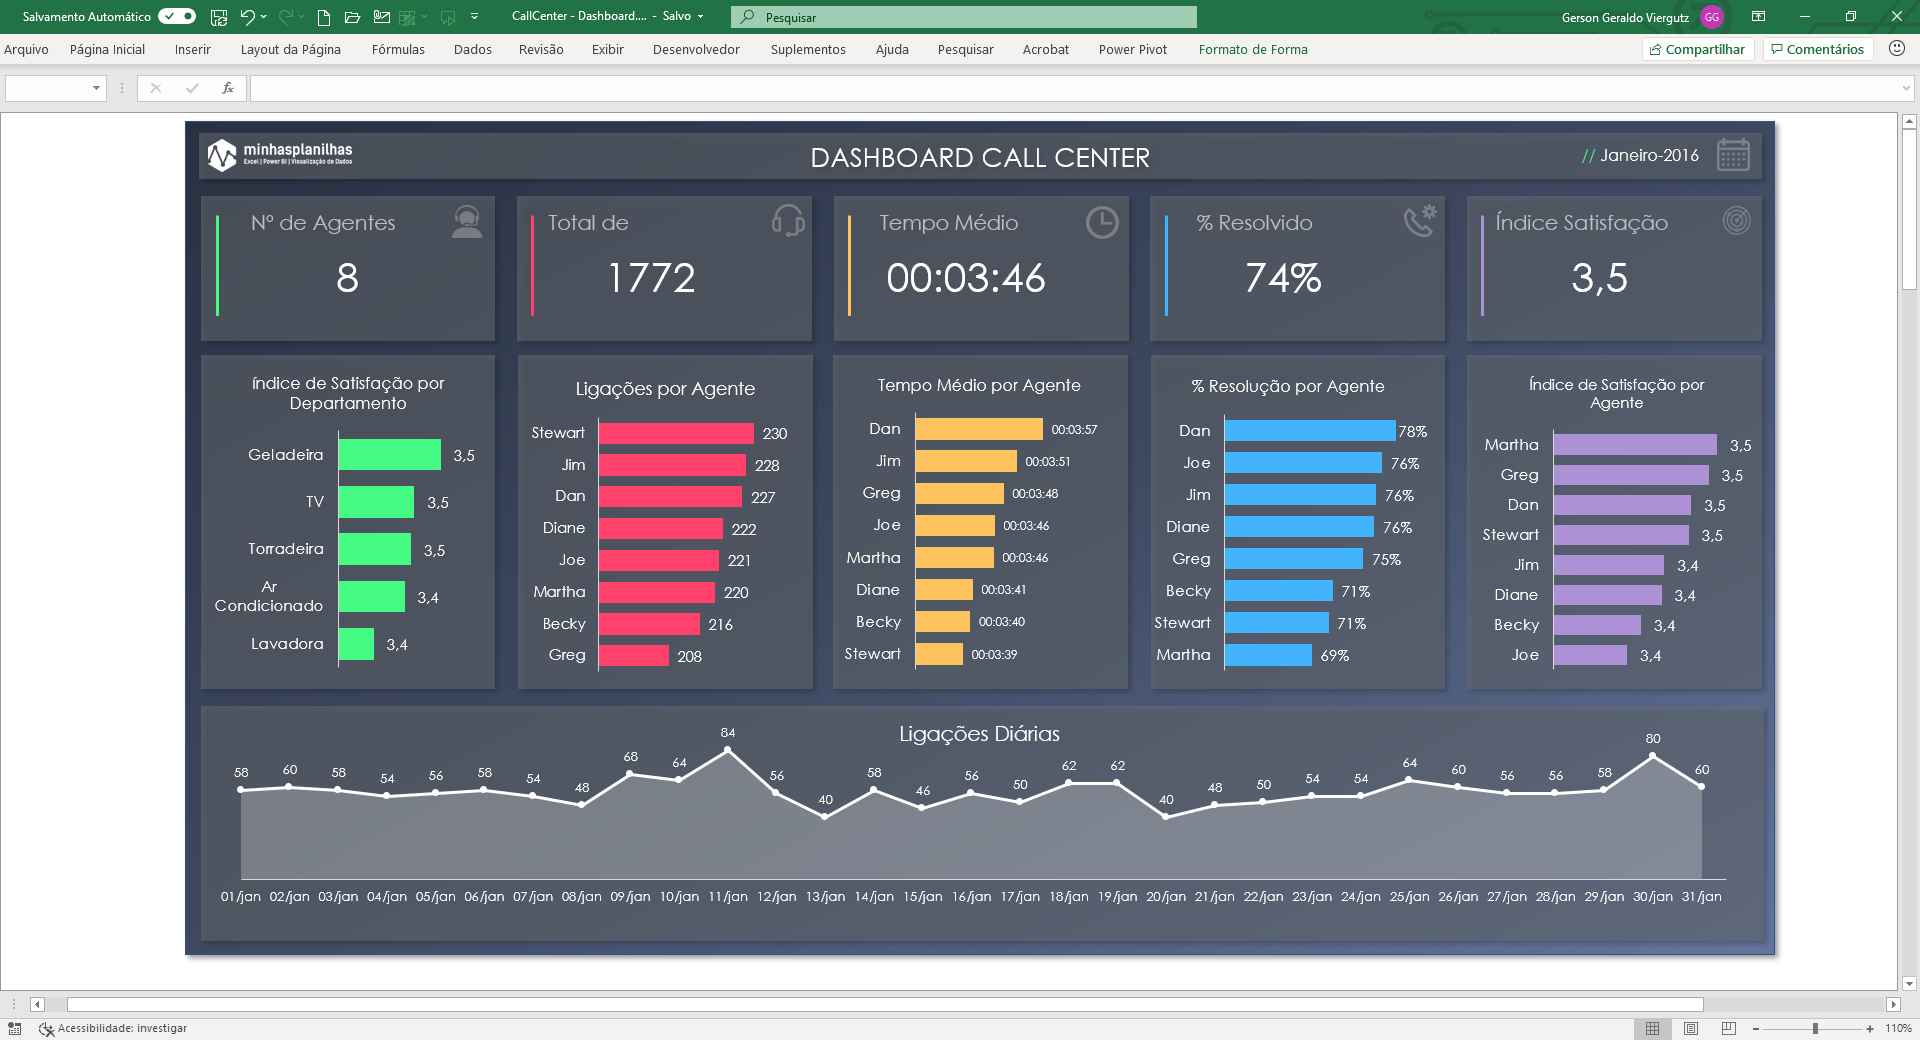 Salvamento Automático
CallCenter - Dashboard.... - Salvo
Pesquisar
Gerson Geraldo Viergutz
GG
Arquivo Página Inicial Inserir Layout da Página Fórmulas Dados Revisão Exibir Desenvolvedor Suplementos Ajuda Pesquisar Acrobat Power Pivot Formato de Forma
Compartilhar Comentários
fx
minhasplanilhas
Excel | Power BI | Visualização de Dados
DASHBOARD CALL CENTER
// Janeiro-2016
Nº de Agentes
8
Total de
1772
Tempo Médio
00:03:46
% Resolvido
74%
Índice Satisfação
3,5
índice de Satisfação por
Departamento
Geladeira 3,5
TV 3,5
Torradeira 3,5
Ar
Condicionado 3,4
Lavadora 3,4
Ligações por Agente
Stewart 230
Jim 228
Dan 227
Diane 222
Joe 221
Martha 220
Becky 216
Greg 208
Tempo Médio por Agente
Dan 00:03:57
Jim 00:03:51
Greg 00:03:48
Joe 00:03:46
Martha 00:03:46
Diane 00:03:41
Becky 00:03:40
Stewart 00:03:39
% Resolução por Agente
Dan 78%
Joe 76%
Jim 76%
Diane 76%
Greg 75%
Becky 71%
Stewart 71%
Martha 69%
Índice de Satisfação por
Agente
Martha 3,5
Greg 3,5
Dan 3,5
Stewart 3,5
Jim 3,4
Diane 3,4
Becky 3,4
Joe 3,4
Ligações Diárias
58 60 58 54 56 58 54 48 68 64 84 56 40 58 46 56 50 62 62 40 48 50 54 54 64 60 56 56 58 80 60
01/jan 02/jan 03/jan 04/jan 05/jan 06/jan 07/jan 08/jan 09/jan 10/jan 11/jan 12/jan 13/jan 14/jan 15/jan 16/jan 17/jan 18/jan 19/jan 20/jan 21/jan 22/jan 23/jan 24/jan 25/jan 26/jan 27/jan 28/jan 29/jan 30/jan 31/jan
Acessibilidade: investigar
110%